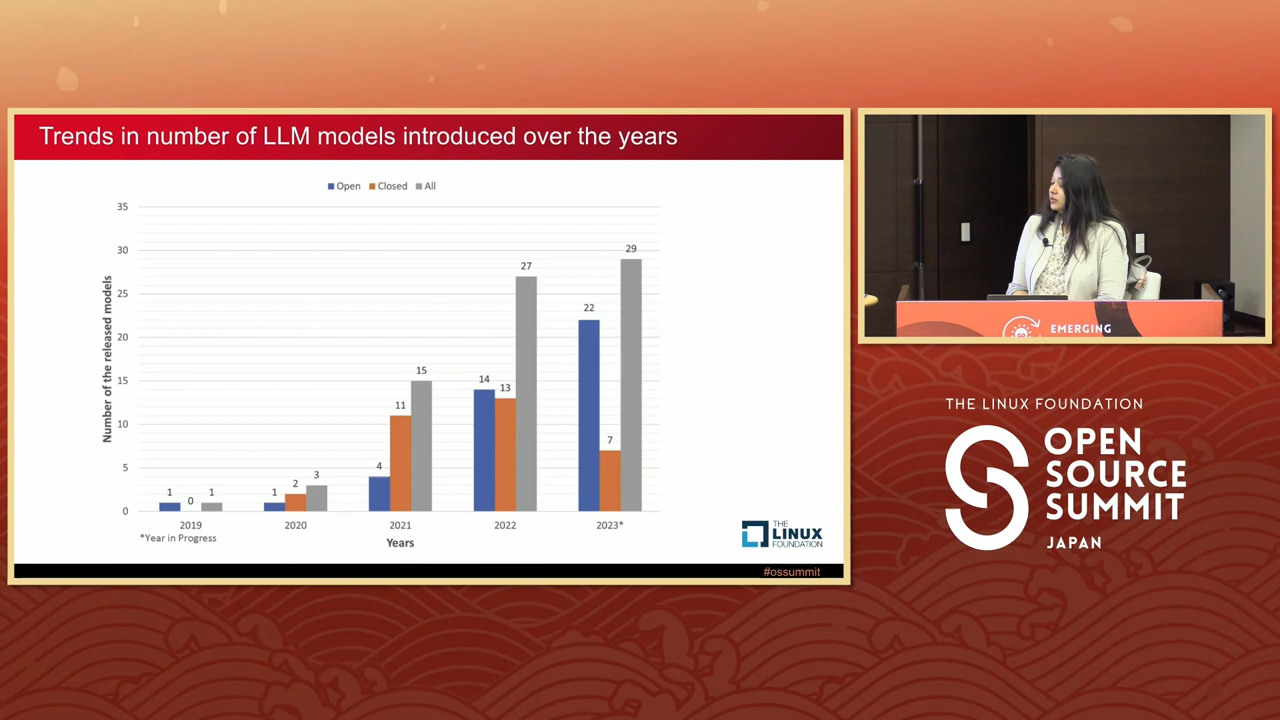 Trends in number of LLM models introduced over the years
Open Closed All
Number of the released models
35
30
25
20
15
10
5
0
1 0 1
1 2 3
4 11 15
14 13 27
22 7 29
2019 2020 2021 2022 2023*
*Year in Progress
Years
THE
LINUX
FOUNDATION
#ossummit
EMERGING
THE LINUX FOUNDATION
OPEN
SOURCE
SUMMIT
JAPAN